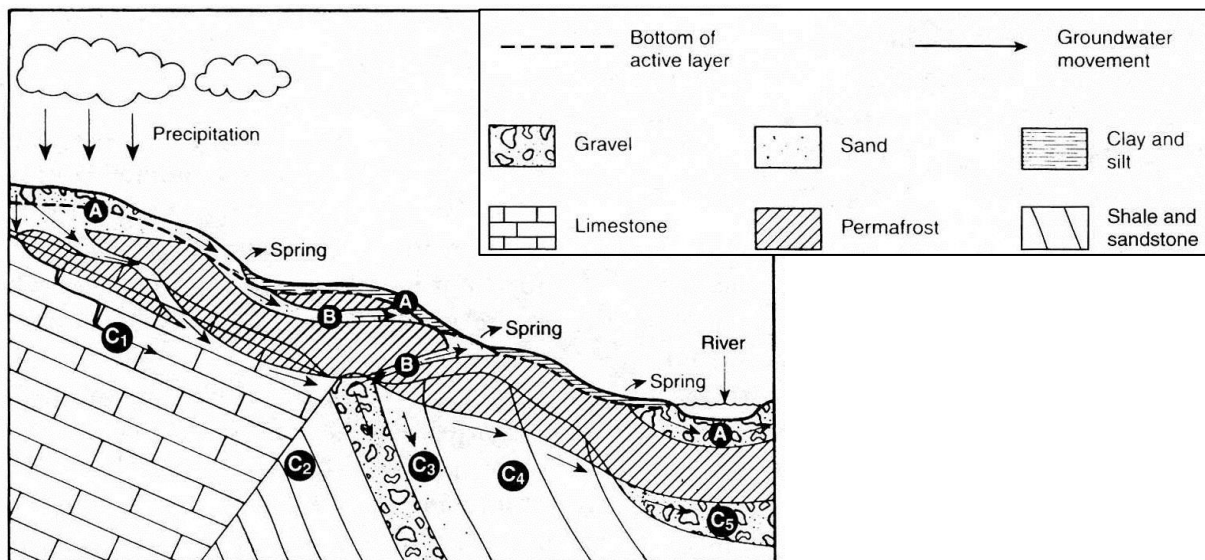 Bottom of
active layer
Groundwater
movement
Gravel
Sand
Clay and
silt
Limestone
Permafrost
Shale and
sandstone
Precipitation
A
Spring
A
B
Spring
B
River
C1
Spring
A
C2
C3
C4
C5